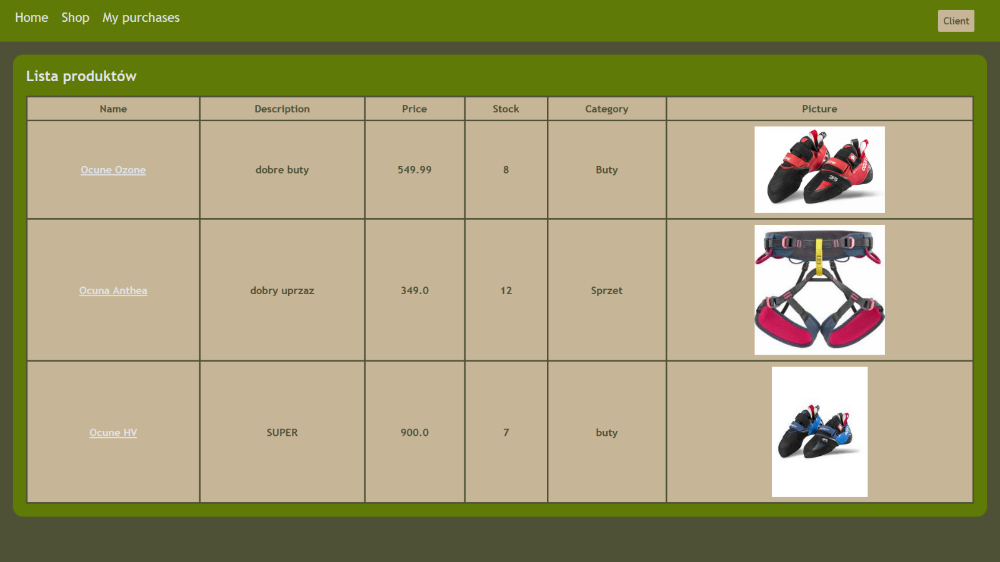 Home Shop My purchases
Client
Lista produktów
Name Description Price Stock Category Picture
Ocune Ozone dobre buty 549.99 8 Buty
Ocuna Anthea dobry uprzaz 349.0 12 Sprzet
Ocune HV SUPER 900.0 7 buty